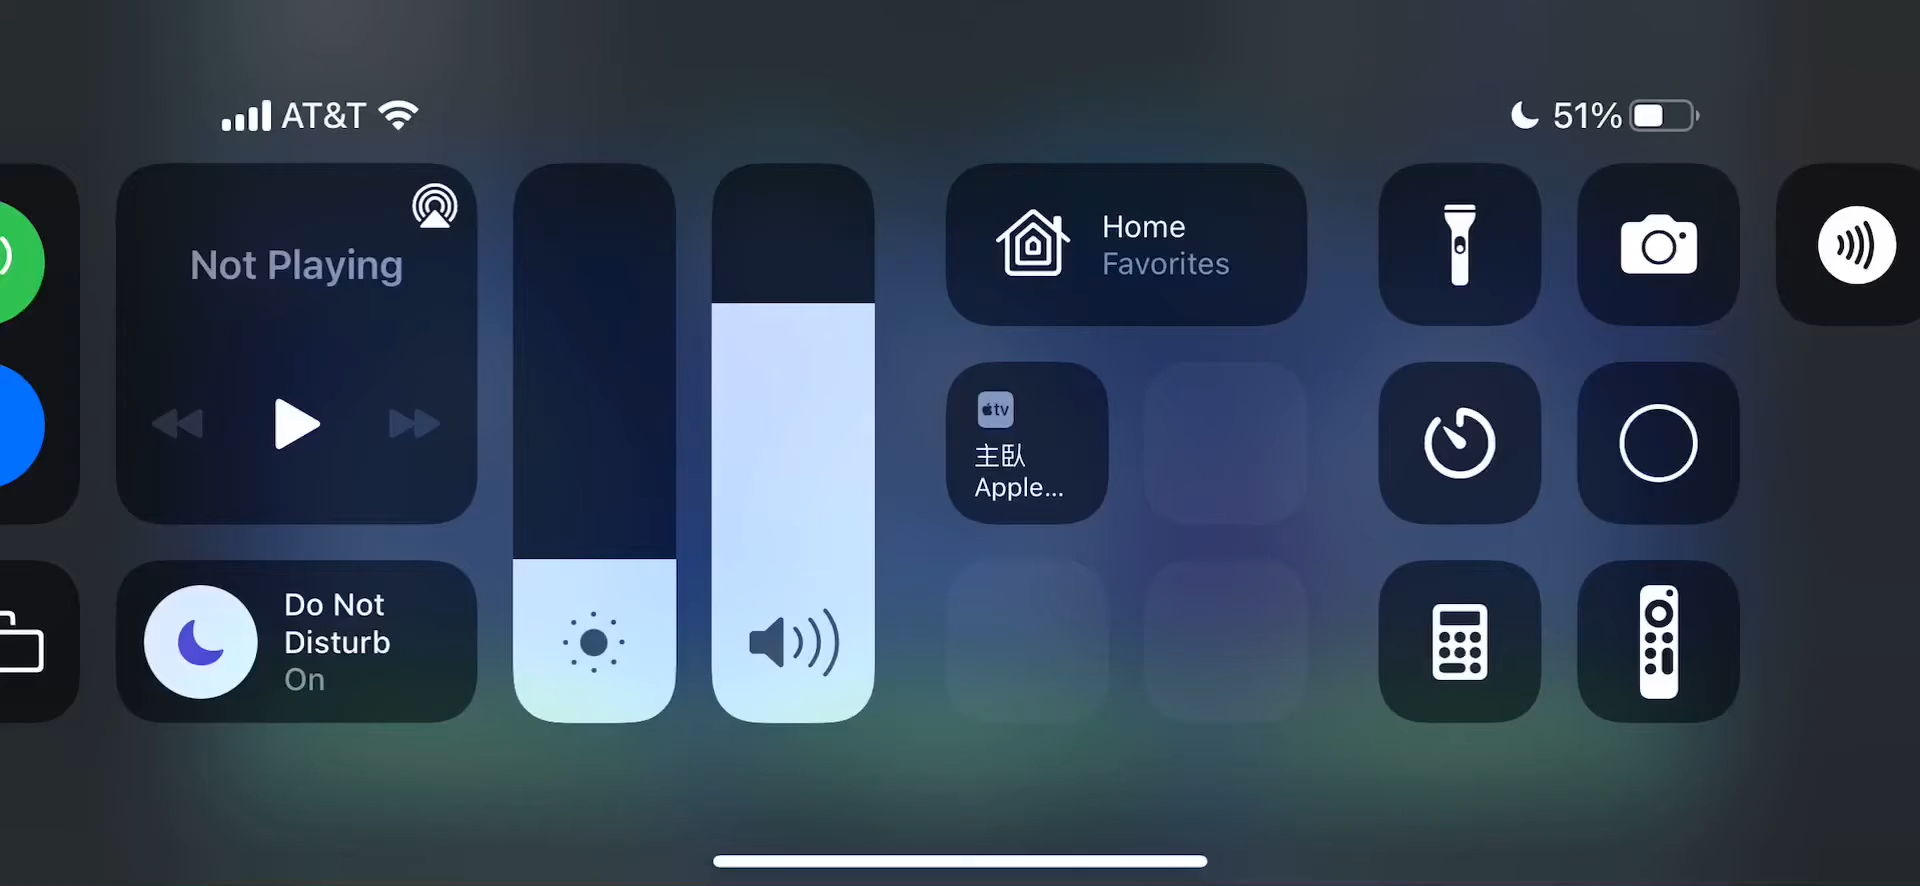 AT&T
51%
Not Playing
Home
Favorites
tv
主臥
Apple...
Do Not
Disturb
On